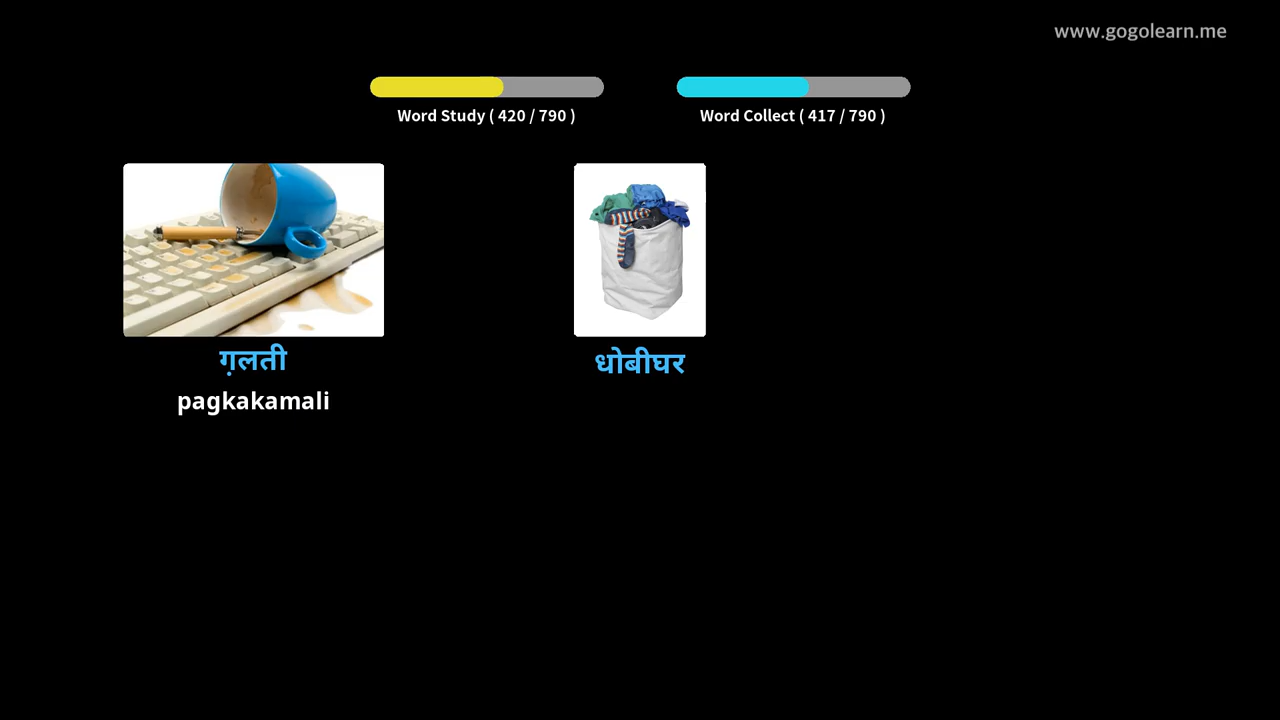 www.gogolearn.me
Word Study ( 420 / 790 )
Word Collect ( 417 / 790 )
ग़लती
pagkakamali
धोबीघर